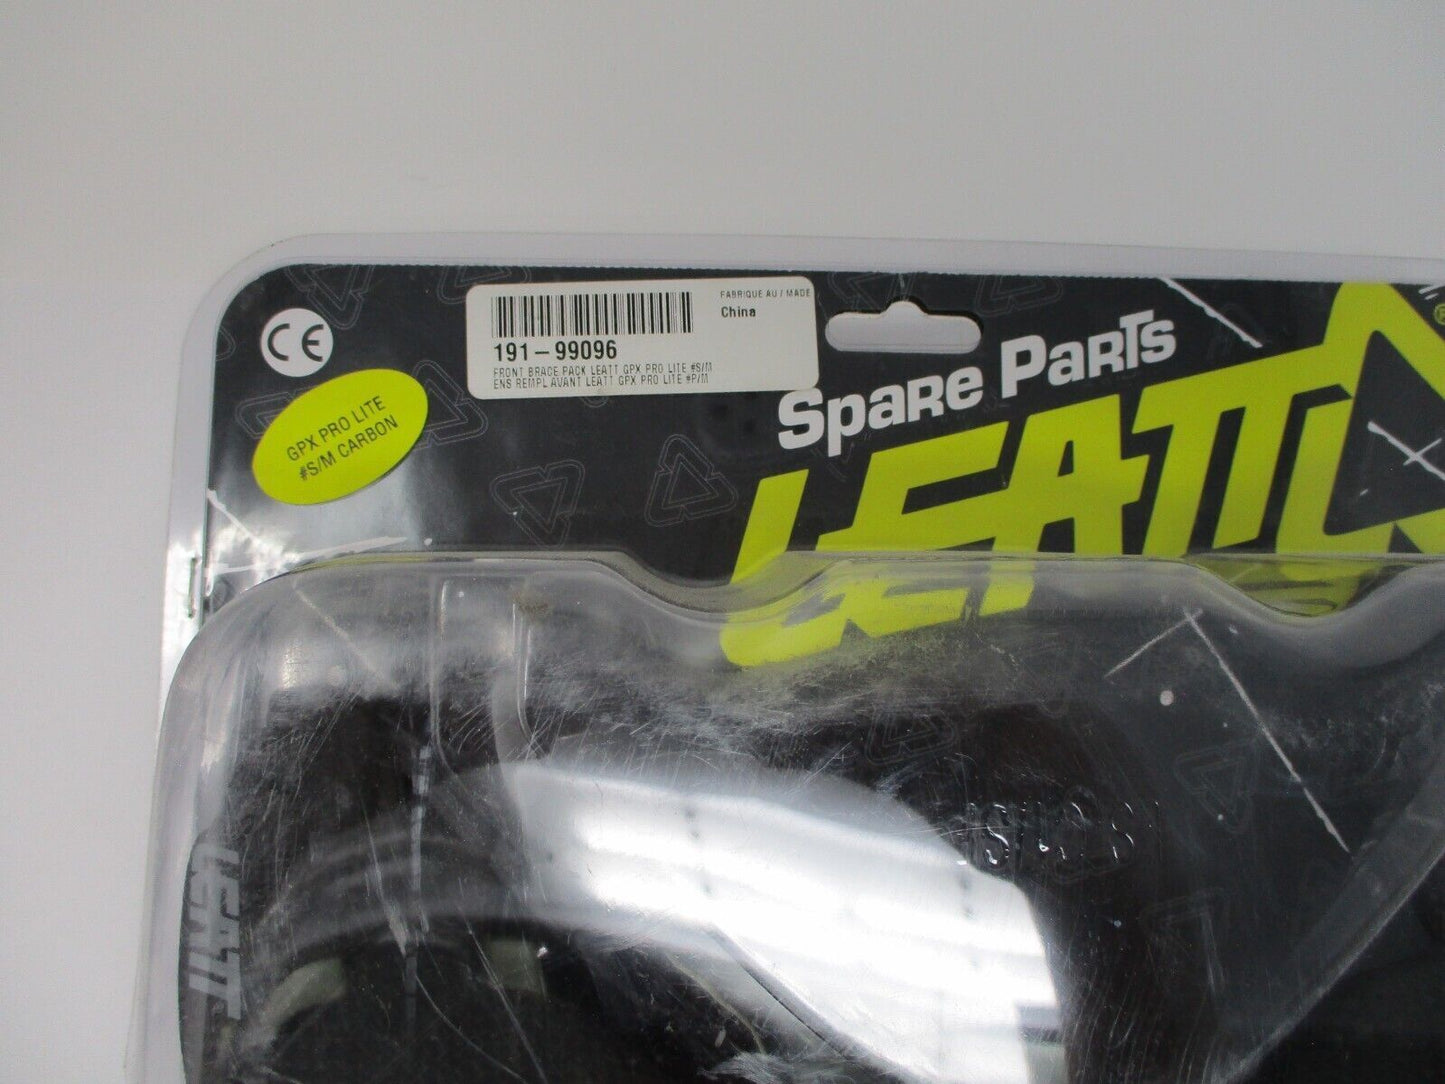 CE
FABRIQUE AU / MADE
China
191-99096
FRONT BRACE PACK LEATT GPX PRO LITE #S/M
ENS REMPL AVANT LEATT GPX PRO LITE #P/M
GPX PRO LITE
#S/M CARBON
Spare Parts
LEATT
LEATT